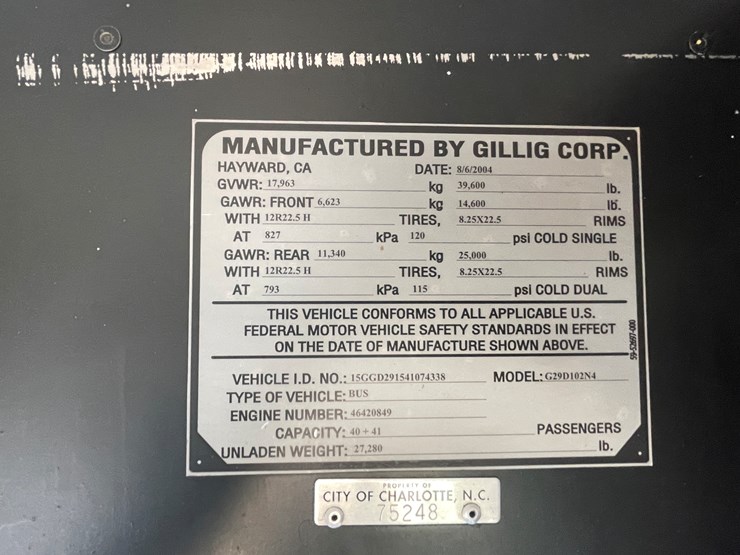 MANUFACTURED BY GILLIG CORP.
HAYWARD, CA DATE: 8/6/2004
GVWR: 17,963 kg 39,600 lb.
GAWR: FRONT 6,623 kg 14,600 lb.
WITH 12R22.5 H TIRES, 8.25X22.5 RIMS
AT 827 kPa 120 psi COLD SINGLE
GAWR: REAR 11,340 kg 25,000 lb.
WITH 12R22.5 H TIRES, 8.25X22.5 RIMS
AT 793 kPa 115 psi COLD DUAL
THIS VEHICLE CONFORMS TO ALL APPLICABLE U.S.
FEDERAL MOTOR VEHICLE SAFETY STANDARDS IN EFFECT
ON THE DATE OF MANUFACTURE SHOWN ABOVE.
VEHICLE I.D. NO.: 15GGD291541074338 MODEL: G29D102N4
TYPE OF VEHICLE: BUS
ENGINE NUMBER: 46420849
CAPACITY: 40 + 41 PASSENGERS
UNLADEN WEIGHT: 27,280 lb.
PROPERTY OF
CITY OF CHARLOTTE, N.C.
75248